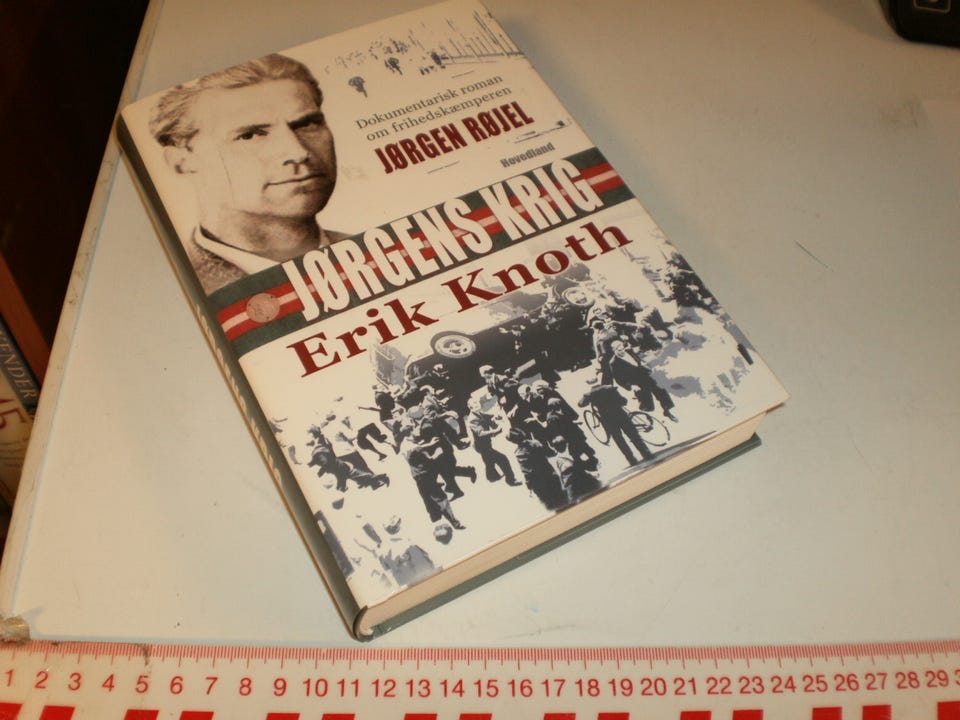 Dokumentarisk roman
om frihedskæmperen
JØRGEN RØJEL
Hovedland
JØRGENS KRIG
Erik Knoth
1 2 3 4 5 6 7 8 9 10 11 12 13 14 15 16 17 18 19 20 21 22 23 24 25 26 27 28 29